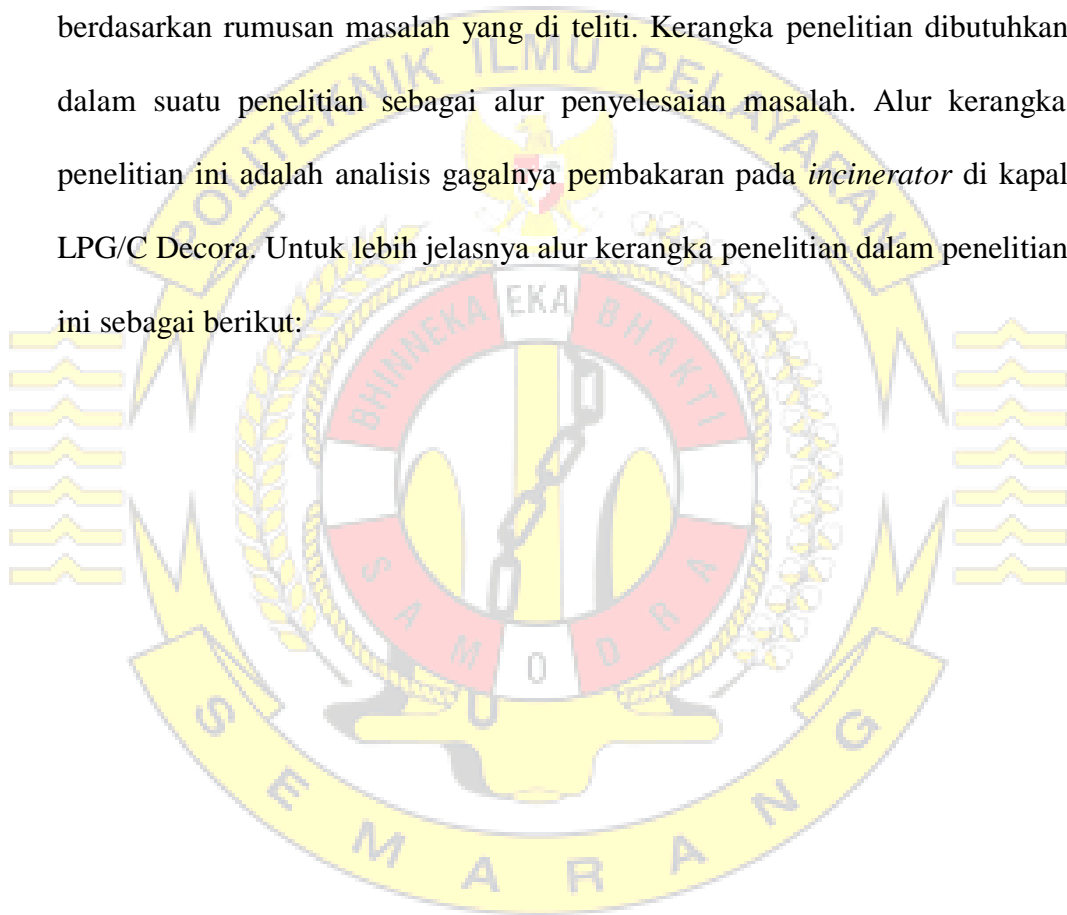 berdasarkan rumusan masalah yang di teliti. Kerangka penelitian dibutuhkan
dalam suatu penelitian sebagai alur penyelesaian masalah. Alur kerangka
penelitian ini adalah analisis gagalnya pembakaran pada incinerator di kapal
LPG/C Decora. Untuk lebih jelasnya alur kerangka penelitian dalam penelitian
ini sebagai berikut:
POLITEKNIK ILMU PELAYARAN
BHINNEKA EKA BHAKTI
SAMODRA
SEMARANG